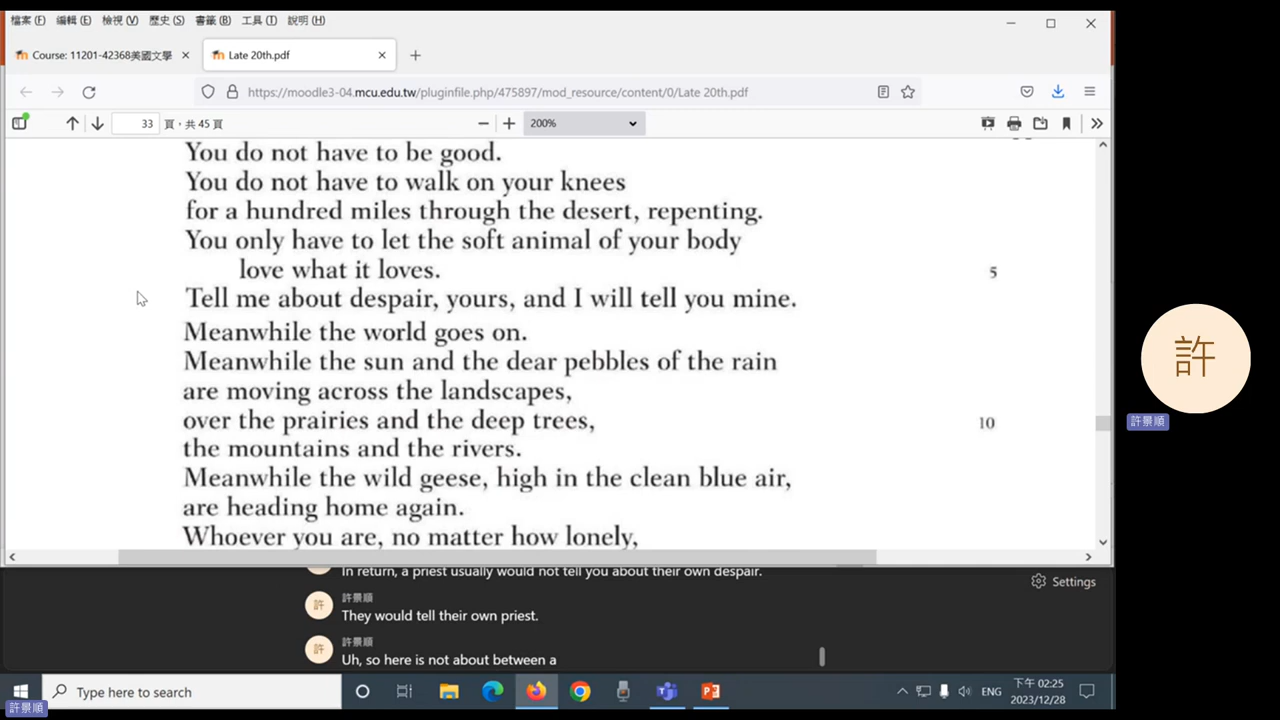 檔案(F) 編輯(E) 檢視(V) 歷史(S) 書籤(B) 工具(T) 說明(H)
Course: 11201-42368美國文學
Late 20th.pdf
https://moodle3-04.mcu.edu.tw/pluginfile.php/475897/mod_resource/content/0/Late 20th.pdf
33 頁,共 45 頁
200%
You do not have to be good.
You do not have to walk on your knees
for a hundred miles through the desert, repenting.
You only have to let the soft animal of your body
love what it loves. 5
Tell me about despair, yours, and I will tell you mine.
Meanwhile the world goes on.
Meanwhile the sun and the dear pebbles of the rain
are moving across the landscapes,
over the prairies and the deep trees, 10
the mountains and the rivers.
Meanwhile the wild geese, high in the clean blue air,
are heading home again.
Whoever you are, no matter how lonely,
In return, a priest usually would not tell you about their own despair.
Settings
許 許景順
They would tell their own priest.
許 許景順
Uh, so here is not about between a
許
許景順
Type here to search
ENG
下午 02:25
2023/12/28
許景順